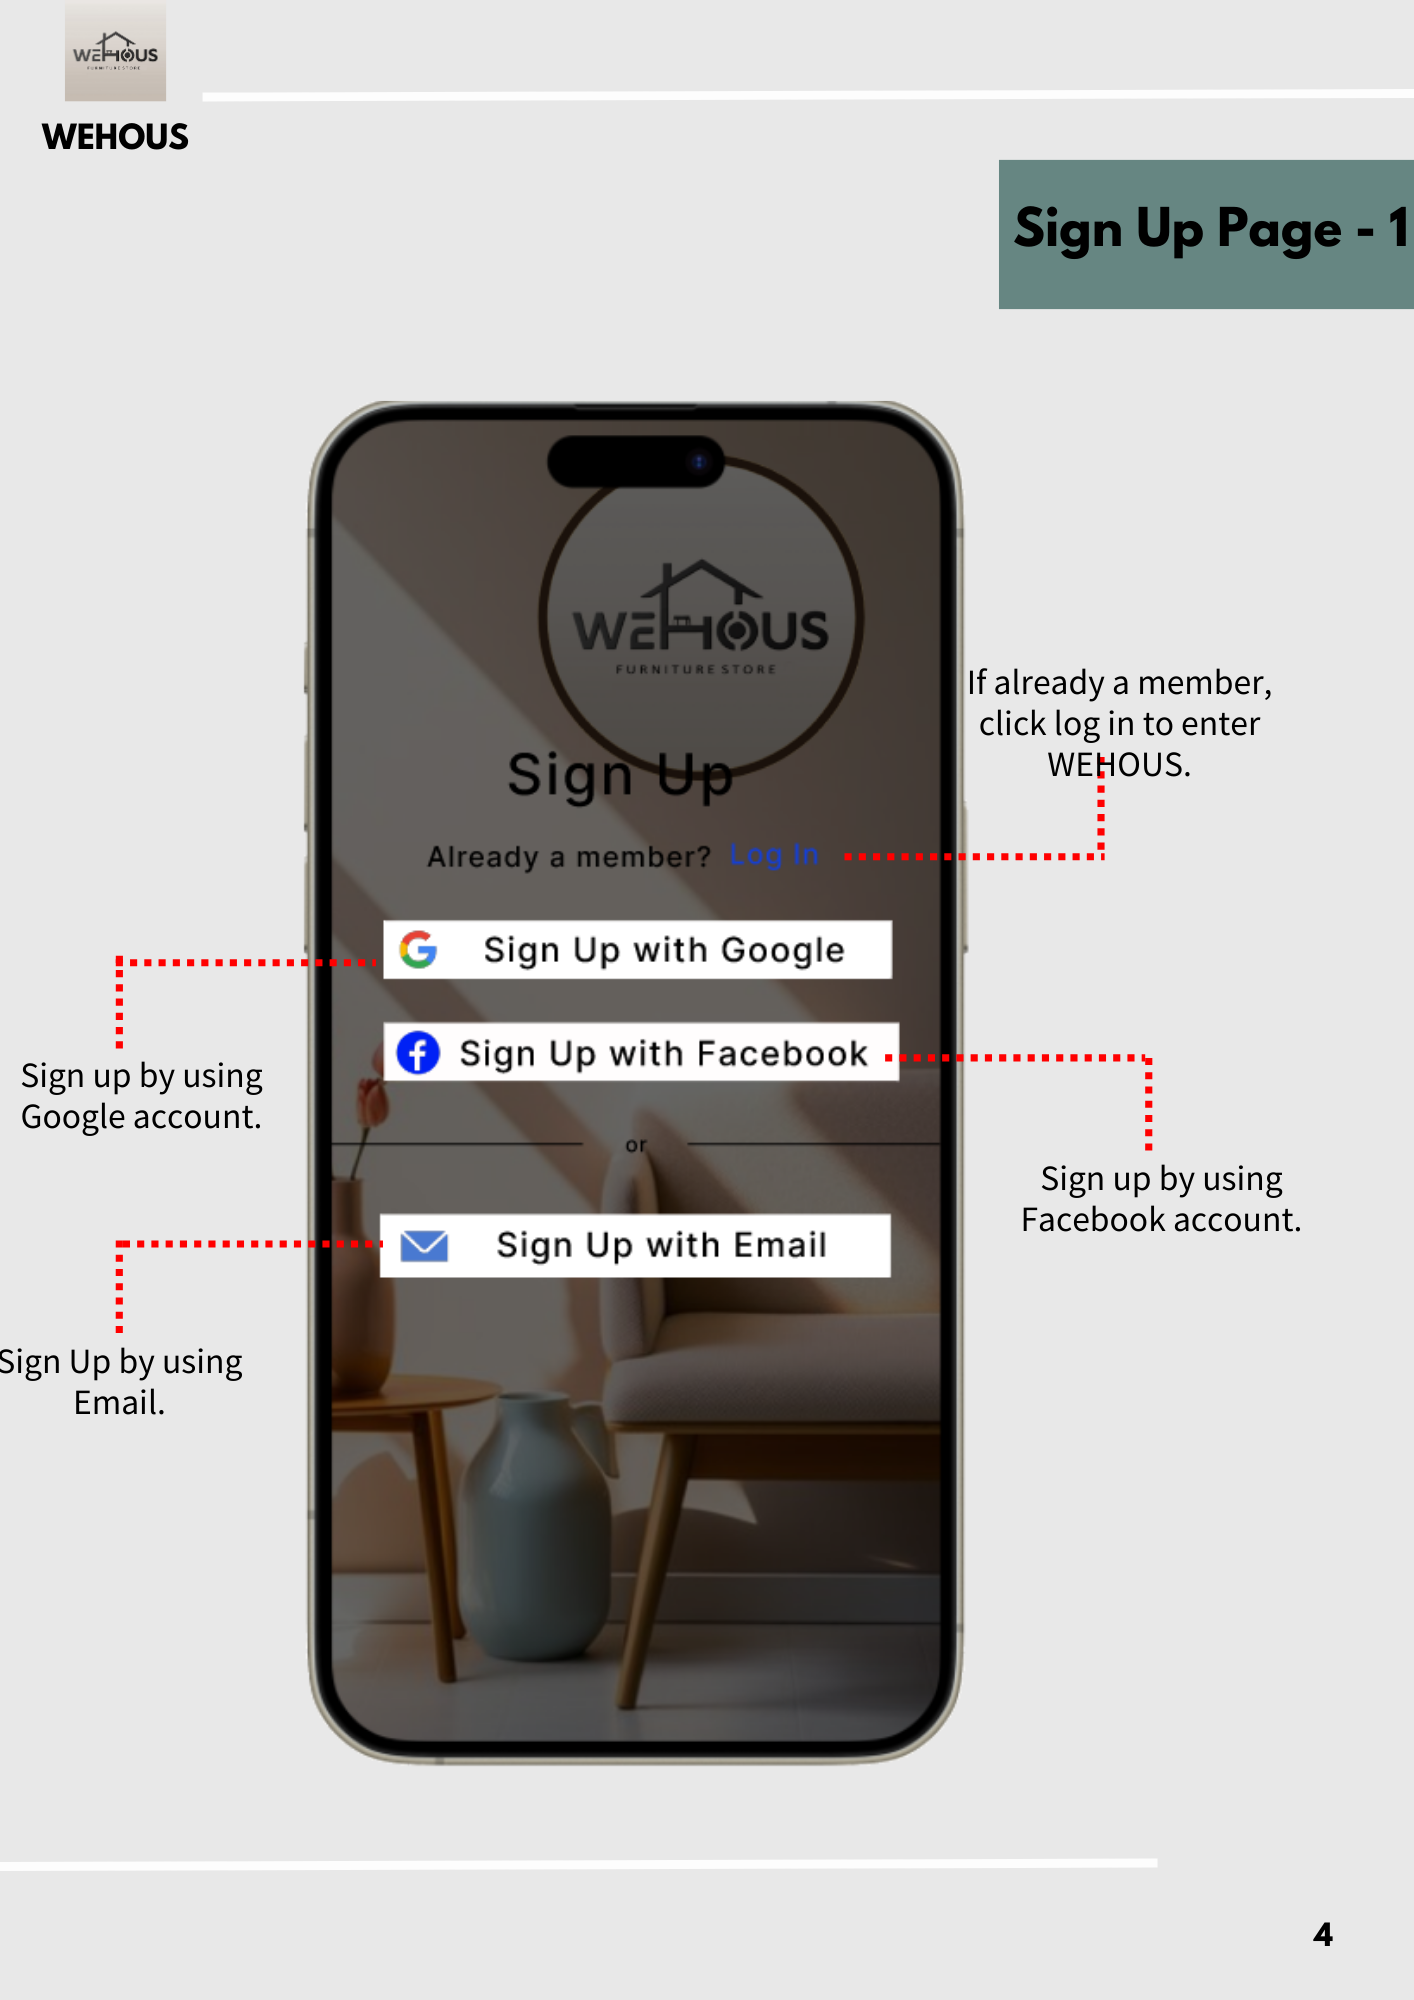 WEHOUS
FURNITURE STORE
WEHOUS
Sign Up Page - 1
WEHOUS
FURNITURE STORE
If already a member,
click log in to enter
WEHOUS.
Sign Up
Already a member? Log In
Sign Up with Google
Sign Up with Facebook
Sign up by using
Google account.
or
Sign up by using
Facebook account.
Sign Up with Email
Sign Up by using
Email.
4